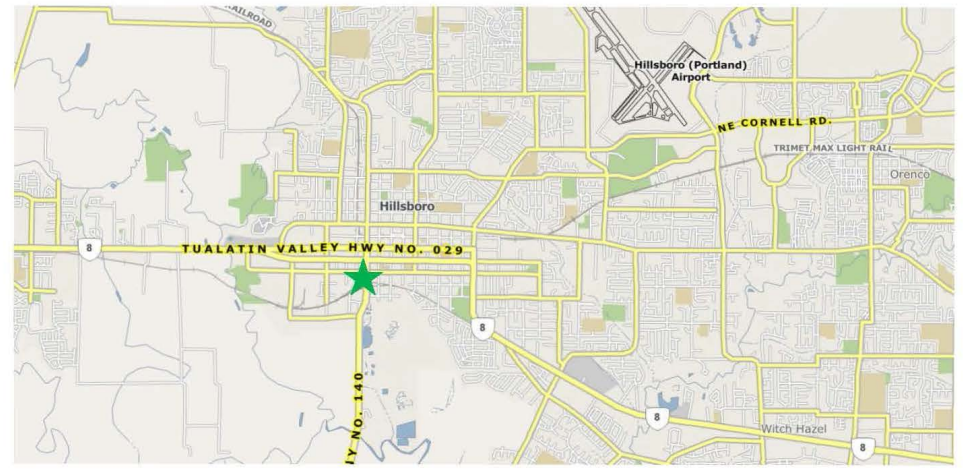 RAILROAD
Hillsboro (Portland)
Airport
NE CORNELL RD.
TRIMET MAX LIGHT RAIL
Orenco
Hillsboro
8
TUALATIN VALLEY HWY NO. 029
8
NO. 140
8
Witch Hazel
8